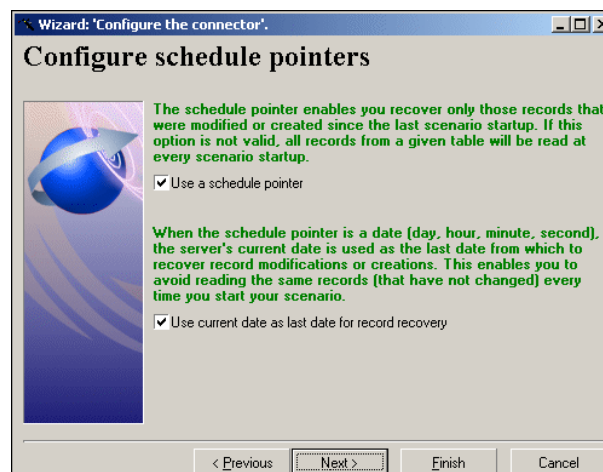 Wizard: 'Configure the connector'.
Configure schedule pointers
The schedule pointer enables you recover only those records that
were modified or created since the last scenario startup. If this
option is not valid, all records from a given table will be read at
every scenario startup.
Use a schedule pointer
When the schedule pointer is a date (day, hour, minute, second),
the server's current date is used as the last date from which to
recover record modifications or creations. This enables you to
avoid reading the same records (that have not changed) every
time you start your scenario.
Use current date as last date for record recovery
< Previous Next > Finish Cancel